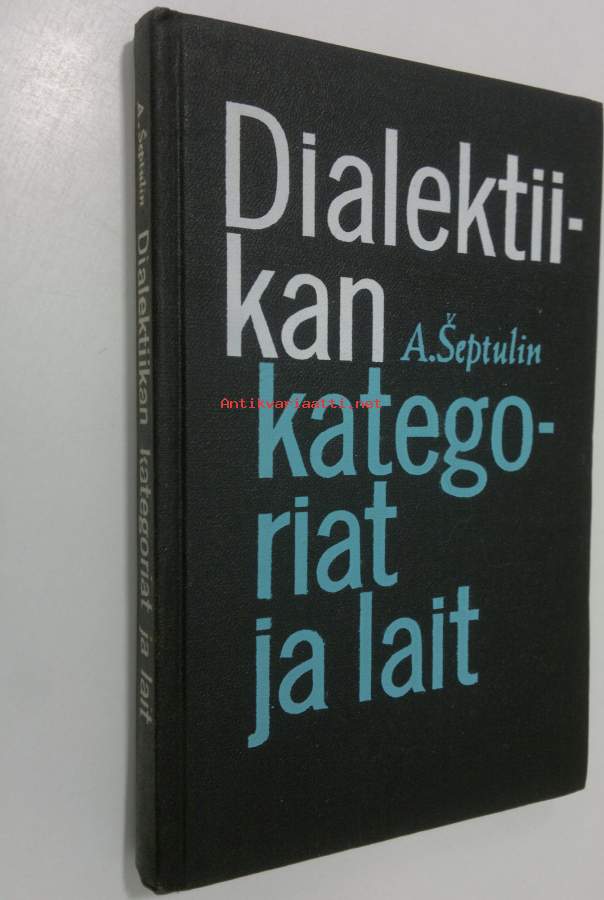 A.Šeptulin Dialektiikan kategoriat ja lait
Dialektii-
kan
A.Šeptulin
Antikvariaatti.net
katego-
riat
ja lait